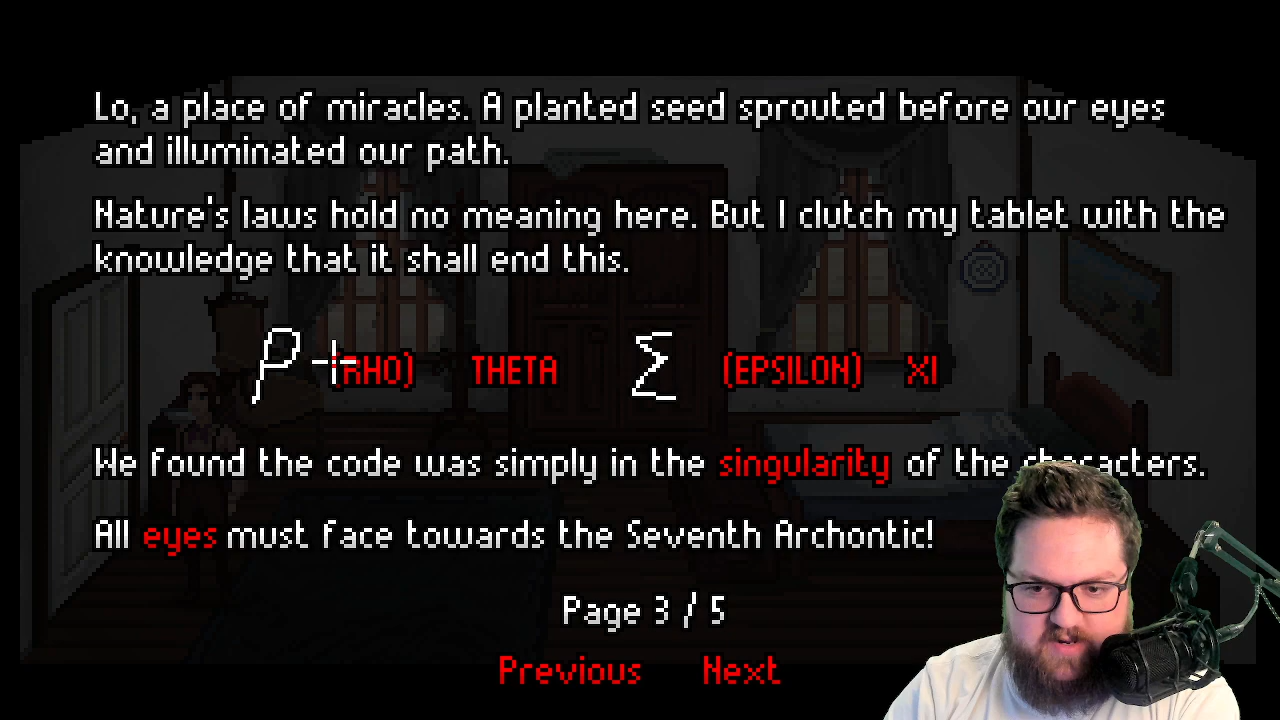 Lo, a place of miracles. A planted seed sprouted before our eyes
and illuminated our path.
Nature's laws hold no meaning here. But I clutch my tablet with the
knowledge that it shall end this.
Ρ (RHO) THETA Σ (EPSILON) XI
We found the code was simply in the singularity of the characters.
All eyes must face towards the Seventh Archontic!
Page 3 / 5
Previous Next